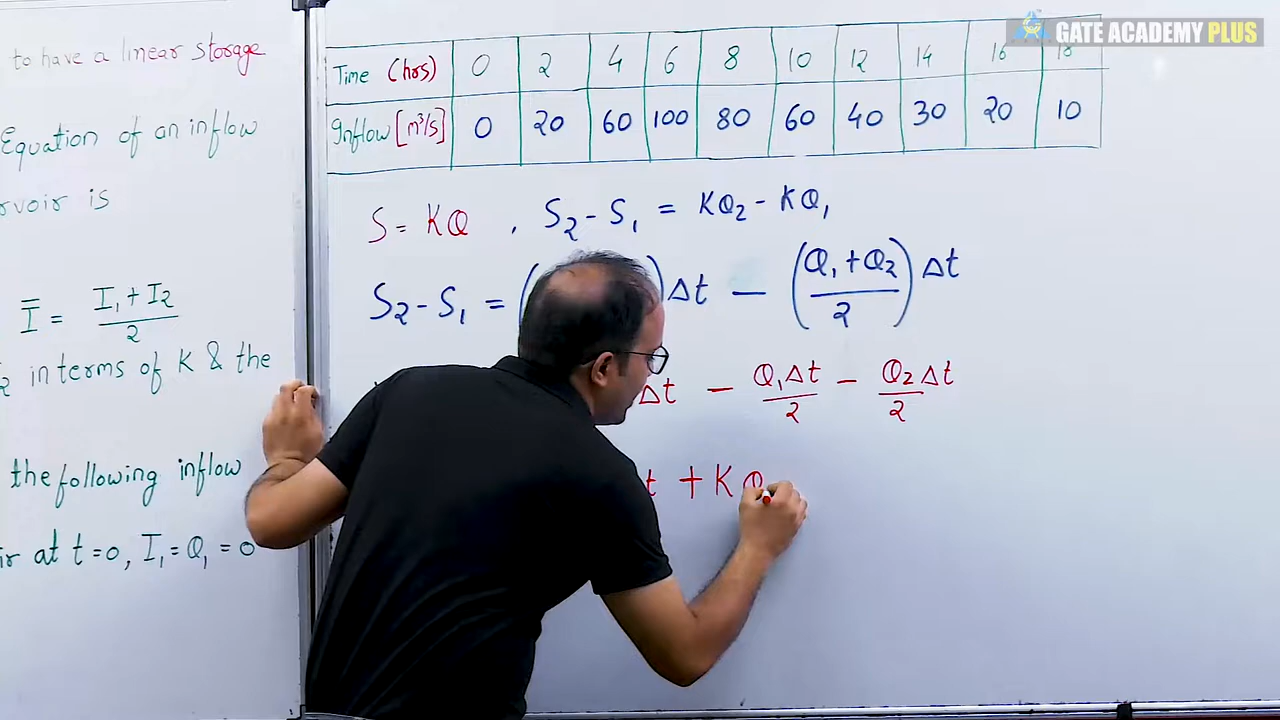 GATE ACADEMY PLUS
to have a linear storage
Equation of an inflow
rvoir is
Ī = (I₁ + I₂)/2
2 in terms of K & the
the following inflow
ir at t = 0, I₁ = Q₁ = 0
Time (hrs) 0 2 4 6 8 10 12 14 16 18
Inflow [m³/s] 0 20 60 100 80 60 40 30 20 10
S = KQ , S₂ - S₁ = KQ₂ - KQ₁
S₂ - S₁ = ( )Δt - ((Q₁ + Q₂)/2) Δt
Δt - Q₁Δt/2 - Q₂Δt/2
t + KQ